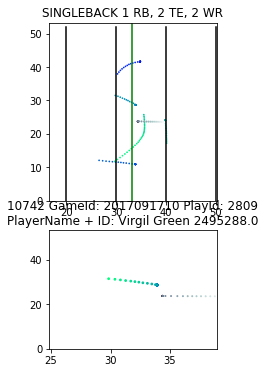 SINGLEBACK 1 RB, 2 TE, 2 WR
50
40
30
20
10
0
20 30 40 50
10742 GameId: 2017091710 PlayId: 2809
PlayerName + ID: Virgil Green 2495288.0
40
20
0
25 30 35